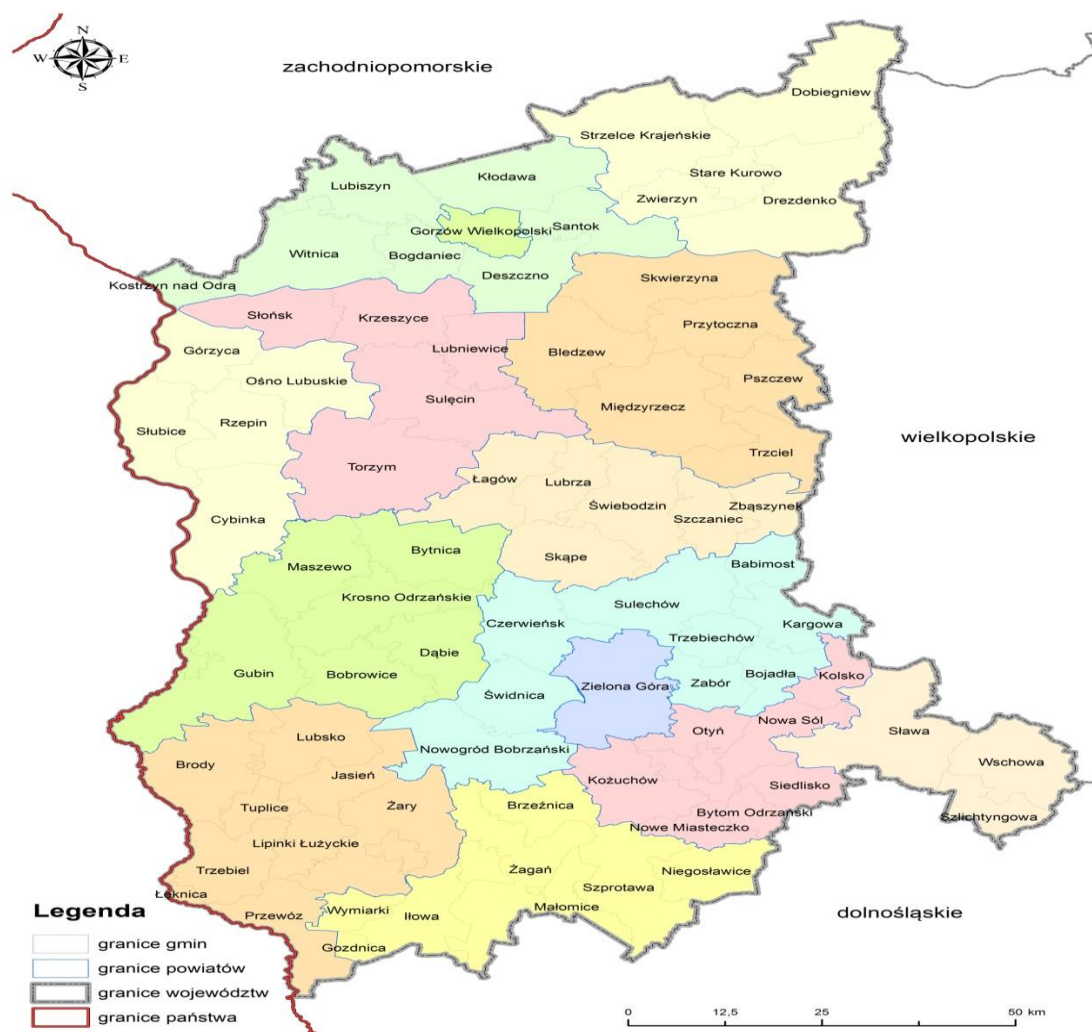 N
W E
S
zachodniopomorskie
Dobiegniew
Strzelce Krajeńskie
Stare Kurowo
Zwierzyn
Drezdenko
Kłodawa
Lubiszyn
Gorzów Wielkopolski
Santok
Witnica
Bogdaniec
Deszczno
Kostrzyn nad Odrą
Skwierzyna
Słońsk
Krzeszyce
Przytoczna
Lubniewice
Bledzew
Górzyca
Ośno Lubuskie
Pszczew
Sulęcin
Międzyrzecz
Rzepin
Słubice
wielkopolskie
Trzciel
Torzym
Łagów
Lubrza
Świebodzin
Zbąszynek
Szczaniec
Cybinka
Bytnica
Skąpe
Maszewo
Babimost
Krosno Odrzańskie
Sulechów
Czerwieńsk
Kargowa
Trzebiechów
Dąbie
Gubin
Bobrowice
Bojadła
Kolsko
Zielona Góra
Zabór
Świdnica
Nowa Sól
Otyń
Sława
Lubsko
Nowogród Bobrzański
Brody
Jasień
Wschowa
Kożuchów
Siedlisko
Tuplice
Żary
Brzeźnica
Bytom Odrzański
Szlichtyngowa
Nowe Miasteczko
Lipinki Łużyckie
Trzebiel
Żagań
Niegosławice
Szprotawa
Łęknica
Małomice
Przewóz
Wymiarki
Iłowa
dolnośląskie
Gozdnica
Legenda
granice gmin
granice powiatów
granice województw
granice państwa
0 12,5 25 50 km